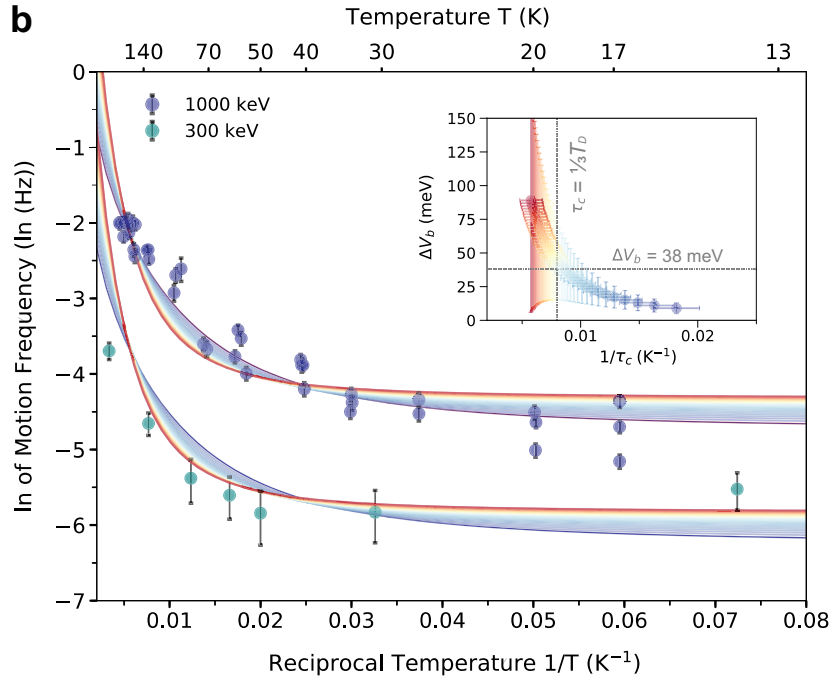 b
Temperature T (K)
140 70 50 40 30 20 17 13
0
−1
−2
−3
−4
−5
−6
−7
ln of Motion Frequency (ln (Hz))
1000 keV
300 keV
150
125
100
75
50
25
0
ΔV_b (meV)
τ_c = ⅓T_D
ΔV_b = 38 meV
0.01 0.02
1/τ_c (K⁻¹)
0.01 0.02 0.03 0.04 0.05 0.06 0.07 0.08
Reciprocal Temperature 1/T (K⁻¹)